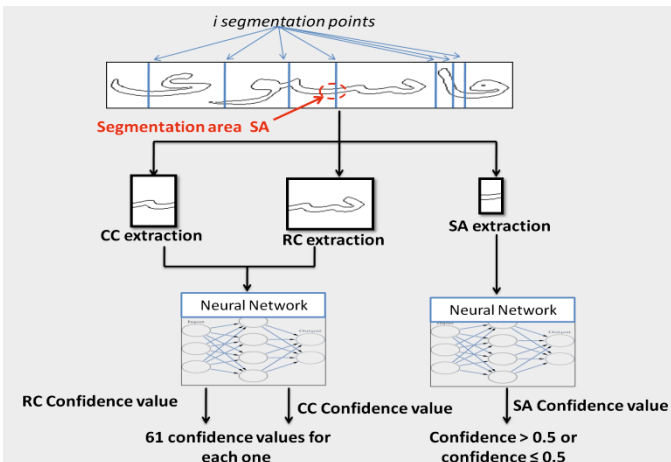 i segmentation points
Segmentation area SA
CC extraction
RC extraction
SA extraction
Neural Network
Input
Output
Neural Network
Input
Output
RC Confidence value
CC Confidence value
SA Confidence value
61 confidence values for
each one
Confidence > 0.5 or
confidence ≤ 0.5